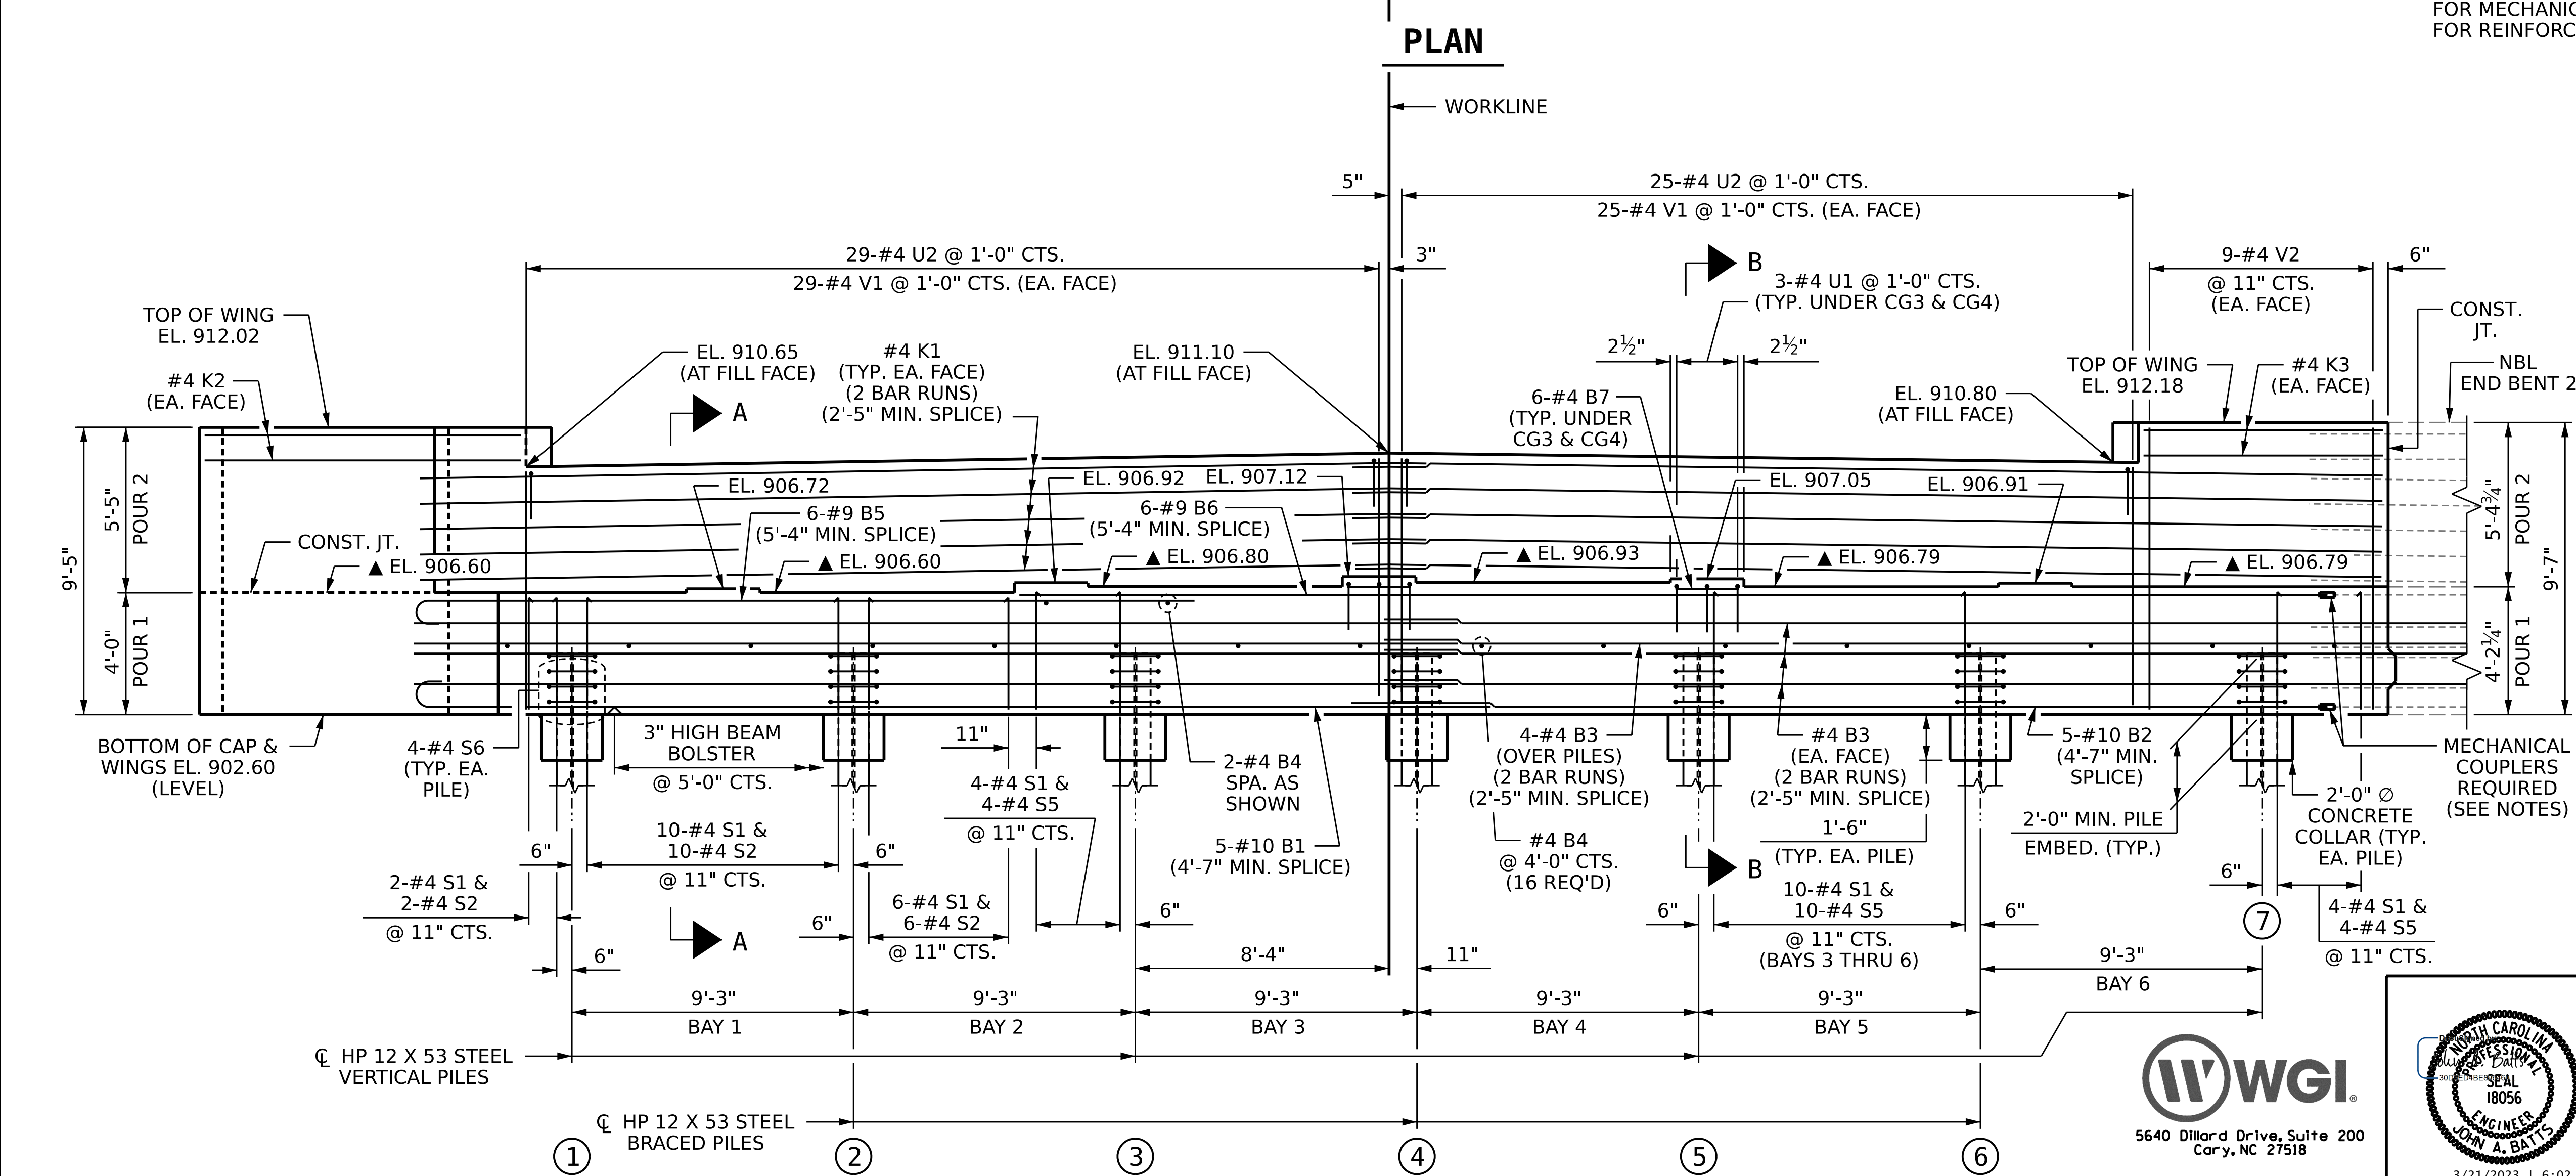 FOR MECHANIC
FOR REINFORC
PLAN
WORKLINE
5"
25-#4 U2 @ 1'-0" CTS.
25-#4 V1 @ 1'-0" CTS. (EA. FACE)
29-#4 U2 @ 1'-0" CTS.
29-#4 V1 @ 1'-0" CTS. (EA. FACE)
3"
B
3-#4 U1 @ 1'-0" CTS.
(TYP. UNDER CG3 & CG4)
9-#4 V2
@ 11" CTS.
(EA. FACE)
6"
TOP OF WING
EL. 912.02
#4 K2
(EA. FACE)
EL. 910.65
(AT FILL FACE)
#4 K1
(TYP. EA. FACE)
(2 BAR RUNS)
(2'-5" MIN. SPLICE)
A
EL. 911.10
(AT FILL FACE)
2½"
2½"
6-#4 B7
(TYP. UNDER
CG3 & CG4)
EL. 910.80
(AT FILL FACE)
TOP OF WING
EL. 912.18
#4 K3
(EA. FACE)
CONST.
JT.
NBL
END BENT 2
9'-5"
5'-5"
POUR 2
4'-0"
POUR 1
CONST. JT.
▲ EL. 906.60
EL. 906.72
6-#9 B5
(5'-4" MIN. SPLICE)
▲ EL. 906.60
EL. 906.92
EL. 907.12
6-#9 B6
(5'-4" MIN. SPLICE)
▲ EL. 906.80
▲ EL. 906.93
EL. 907.05
EL. 906.91
▲ EL. 906.79
▲ EL. 906.79
5'-4¾"
POUR 2
4'-2¼"
POUR 1
9'-7"
BOTTOM OF CAP &
WINGS EL. 902.60
(LEVEL)
4-#4 S6
(TYP. EA.
PILE)
3" HIGH BEAM
BOLSTER
@ 5'-0" CTS.
11"
4-#4 S1 &
4-#4 S5
@ 11" CTS.
2-#4 B4
SPA. AS
SHOWN
5-#10 B1
(4'-7" MIN. SPLICE)
4-#4 B3
(OVER PILES)
(2 BAR RUNS)
(2'-5" MIN. SPLICE)
#4 B4
@ 4'-0" CTS.
(16 REQ'D)
#4 B3
(EA. FACE)
(2 BAR RUNS)
(2'-5" MIN. SPLICE)
1'-6"
(TYP. EA. PILE)
5-#10 B2
(4'-7" MIN.
SPLICE)
2'-0" MIN. PILE
EMBED. (TYP.)
2'-0" ∅
CONCRETE
COLLAR (TYP.
EA. PILE)
MECHANICAL
COUPLERS
REQUIRED
(SEE NOTES)
6"
10-#4 S1 &
10-#4 S2
@ 11" CTS.
6"
2-#4 S1 &
2-#4 S2
@ 11" CTS.
6"
A
6"
6-#4 S1 &
6-#4 S2
@ 11" CTS.
6"
8'-4"
11"
B
6"
10-#4 S1 &
10-#4 S5
@ 11" CTS.
(BAYS 3 THRU 6)
6"
6"
7
4-#4 S1 &
4-#4 S5
@ 11" CTS.
9'-3"
BAY 6
9'-3"
BAY 1
9'-3"
BAY 2
9'-3"
BAY 3
9'-3"
BAY 4
9'-3"
BAY 5
℄ HP 12 X 53 STEEL
VERTICAL PILES
℄ HP 12 X 53 STEEL
BRACED PILES
1
2
3
4
5
6
WGI®
5640 Dillard Drive, Suite 200
Cary, NC 27518
NORTH CAROLINA
PROFESSIONAL
SEAL
18056
ENGINEER
JOHN A. BATTS